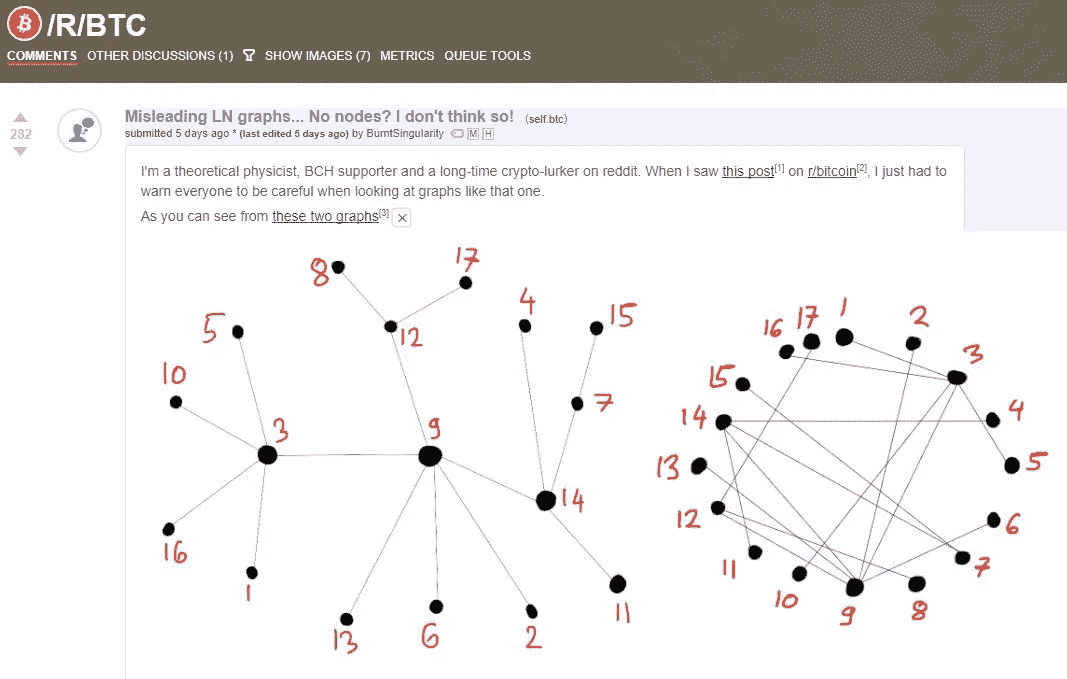 /R/BTC
COMMENTS OTHER DISCUSSIONS (1) SHOW IMAGES (7) METRICS QUEUE TOOLS
282
Misleading LN graphs... No nodes? I don't think so! (self.btc)
submitted 5 days ago * (last edited 5 days ago) by BurntSingularity M H
I'm a theoretical physicist, BCH supporter and a long-time crypto-lurker on reddit. When I saw this post[1] on r/bitcoin[2], I just had to
warn everyone to be careful when looking at graphs like that one.
As you can see from these two graphs[3]
8 17
5 12 4 15
10
3 9 7
14
16
1
13 6 2 11
16 17 1 2
15 3
14 4
13 5
12 6
11 7
10 9 8